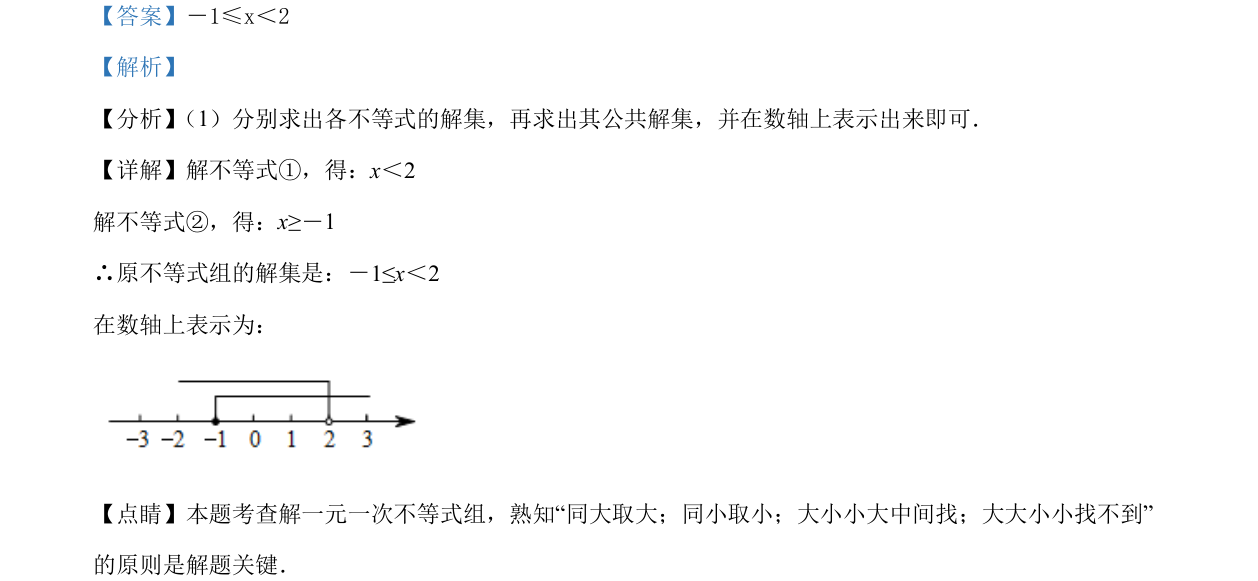 【答案】－1≤x＜2
【解析】
【分析】（1）分别求出各不等式的解集，再求出其公共解集，并在数轴上表示出来即可．
【详解】解不等式①，得：x＜2
解不等式②，得：x≥－1
∴原不等式组的解集是：－1≤x＜2
在数轴上表示为：
−3 −2 −1 0 1 2 3
【点睛】本题考查解一元一次不等式组，熟知“同大取大；同小取小；大小小大中间找；大大小小找不到”
的原则是解题关键．